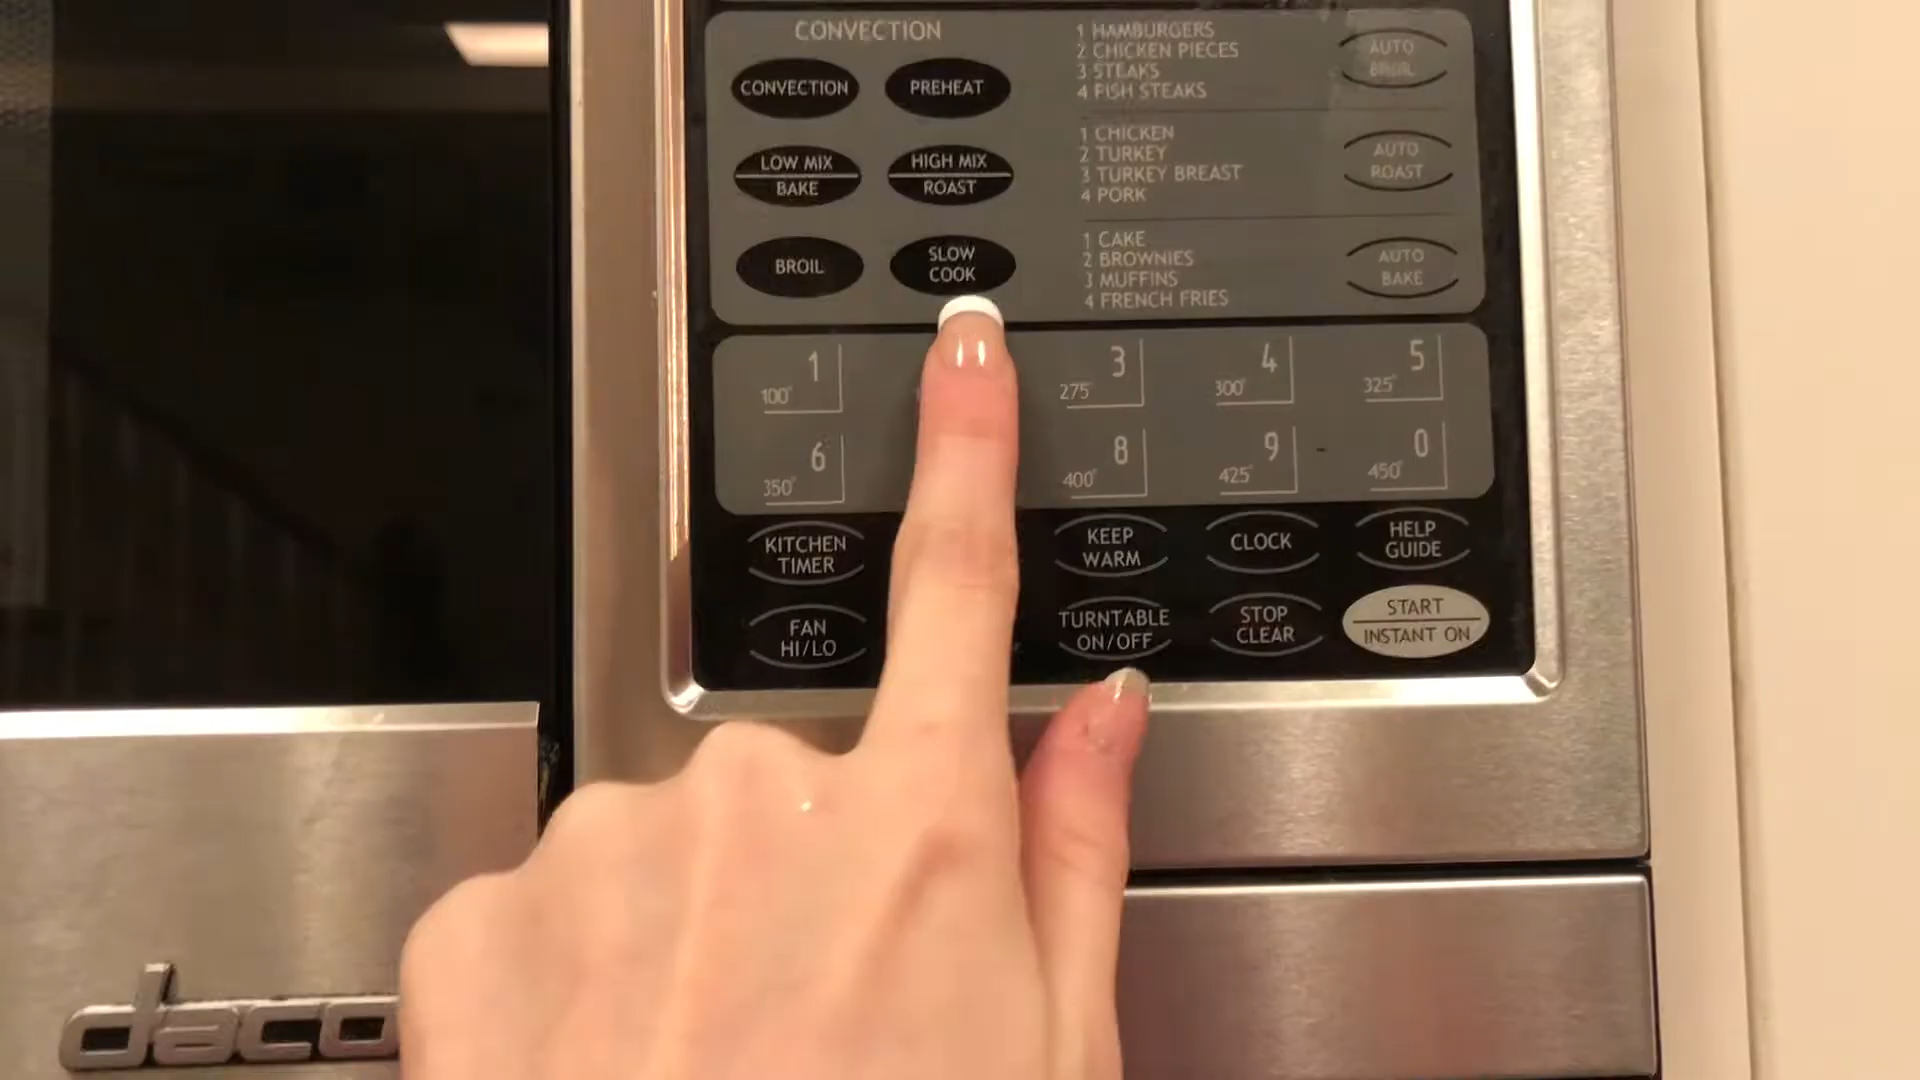 CONVECTION
CONVECTION
PREHEAT
LOW MIX
BAKE
HIGH MIX
ROAST
BROIL
SLOW
COOK
1 HAMBURGERS
2 CHICKEN PIECES
3 STEAKS
4 FISH STEAKS
AUTO
BROIL
1 CHICKEN
2 TURKEY
3 TURKEY BREAST
4 PORK
AUTO
ROAST
1 CAKE
2 BROWNIES
3 MUFFINS
4 FRENCH FRIES
AUTO
BAKE
1
100°
3
275°
4
300°
5
325°
6
350°
8
400°
9
425°
0
450°
KITCHEN
TIMER
KEEP
WARM
CLOCK
HELP
GUIDE
FAN
HI/LO
TURNTABLE
ON/OFF
STOP
CLEAR
START
INSTANT ON
daco